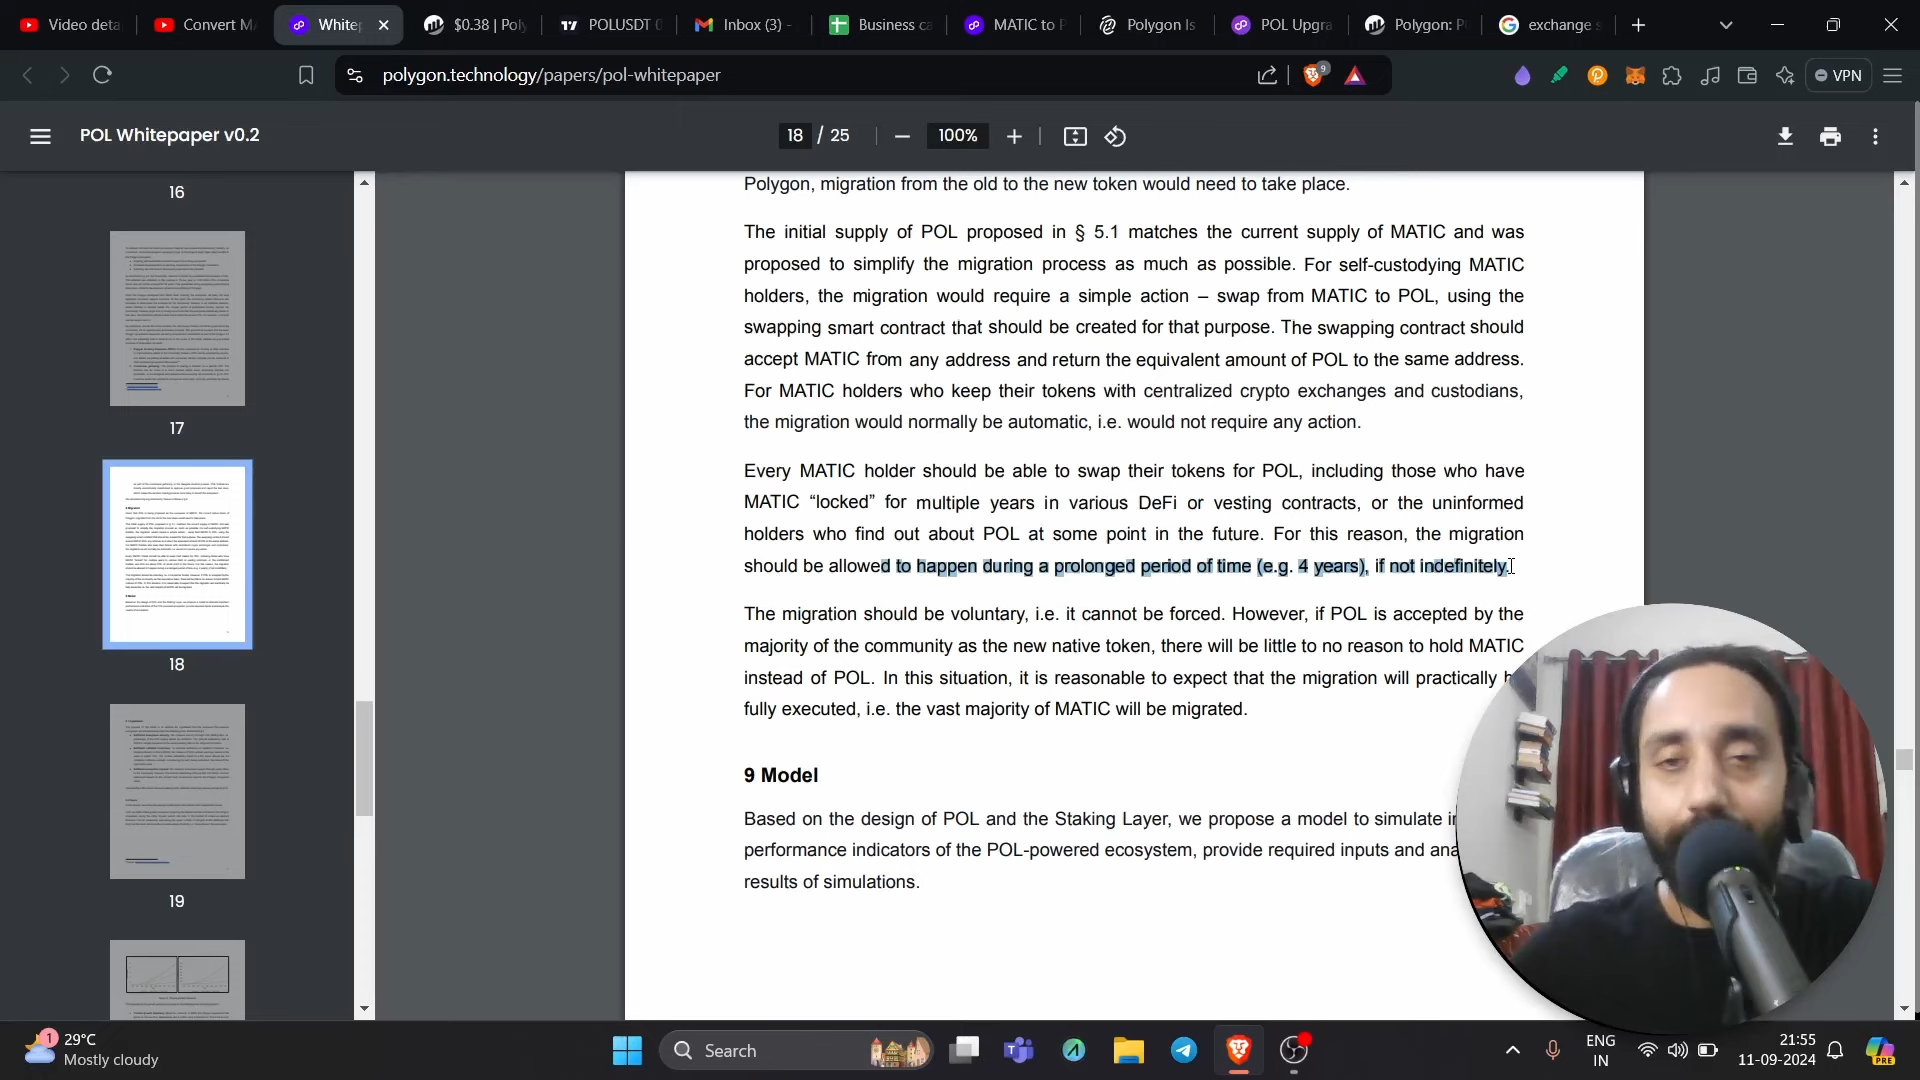 Video deta
Convert MA
Whitep
$0.38 | Poly
POLUSDT 0
Inbox (3) -
Business ca
MATIC to P
Polygon Is
POL Upgra
Polygon: P
exchange s
polygon.technology/papers/pol-whitepaper
9
VPN
POL Whitepaper v0.2
18 / 25
100%
16
17
18
19
Polygon, migration from the old to the new token would need to take place.
The initial supply of POL proposed in § 5.1 matches the current supply of MATIC and was
proposed to simplify the migration process as much as possible. For self-custodying MATIC
holders, the migration would require a simple action – swap from MATIC to POL, using the
swapping smart contract that should be created for that purpose. The swapping contract should
accept MATIC from any address and return the equivalent amount of POL to the same address.
For MATIC holders who keep their tokens with centralized crypto exchanges and custodians,
the migration would normally be automatic, i.e. would not require any action.
Every MATIC holder should be able to swap their tokens for POL, including those who have
MATIC “locked” for multiple years in various DeFi or vesting contracts, or the uninformed
holders who find out about POL at some point in the future. For this reason, the migration
should be allowed to happen during a prolonged period of time (e.g. 4 years), if not indefinitely.
The migration should be voluntary, i.e. it cannot be forced. However, if POL is accepted by the
majority of the community as the new native token, there will be little to no reason to hold MATIC
instead of POL. In this situation, it is reasonable to expect that the migration will practically
fully executed, i.e. the vast majority of MATIC will be migrated.
9 Model
Based on the design of POL and the Staking Layer, we propose a model to simulate
performance indicators of the POL-powered ecosystem, provide required inputs and
results of simulations.
1
29°C
Mostly cloudy
Search
ENG
IN
21:55
11-09-2024
PRE